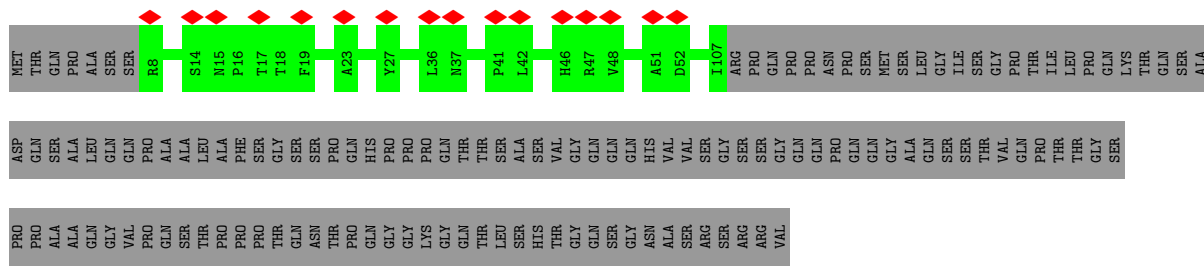 MET THR GLN PRO ALA SER SER R8 S14 N15 P16 T17 T18 F19 A23 Y27 L36 N37 P41 L42 H46 R47 V48 A51 D52 I107 ARG PRO GLN PRO PRO ASN PRO SER MET SER LEU GLY ILE SER GLY PRO THR ILE LEU PRO GLN LYS THR GLN SER ALA
ASP GLN SER ALA LEU GLN GLN PRO ALA ALA LEU ALA PHE SER GLY SER SER PRO GLN HIS PRO PRO PRO GLN THR THR SER ALA SER VAL GLY GLN GLN GLN HIS VAL VAL SER GLY SER SER GLY GLN GLN PRO GLN GLN GLY ALA GLN SER SER THR VAL GLN PRO THR THR GLY SER
PRO PRO ALA ALA GLN GLY VAL PRO GLN SER THR PRO PRO PRO THR GLN ASN THR PRO GLN GLY GLY LYS GLY GLN THR LEU SER HIS THR GLY GLN SER GLY ASN ALA SER ARG SER ARG ARG VAL